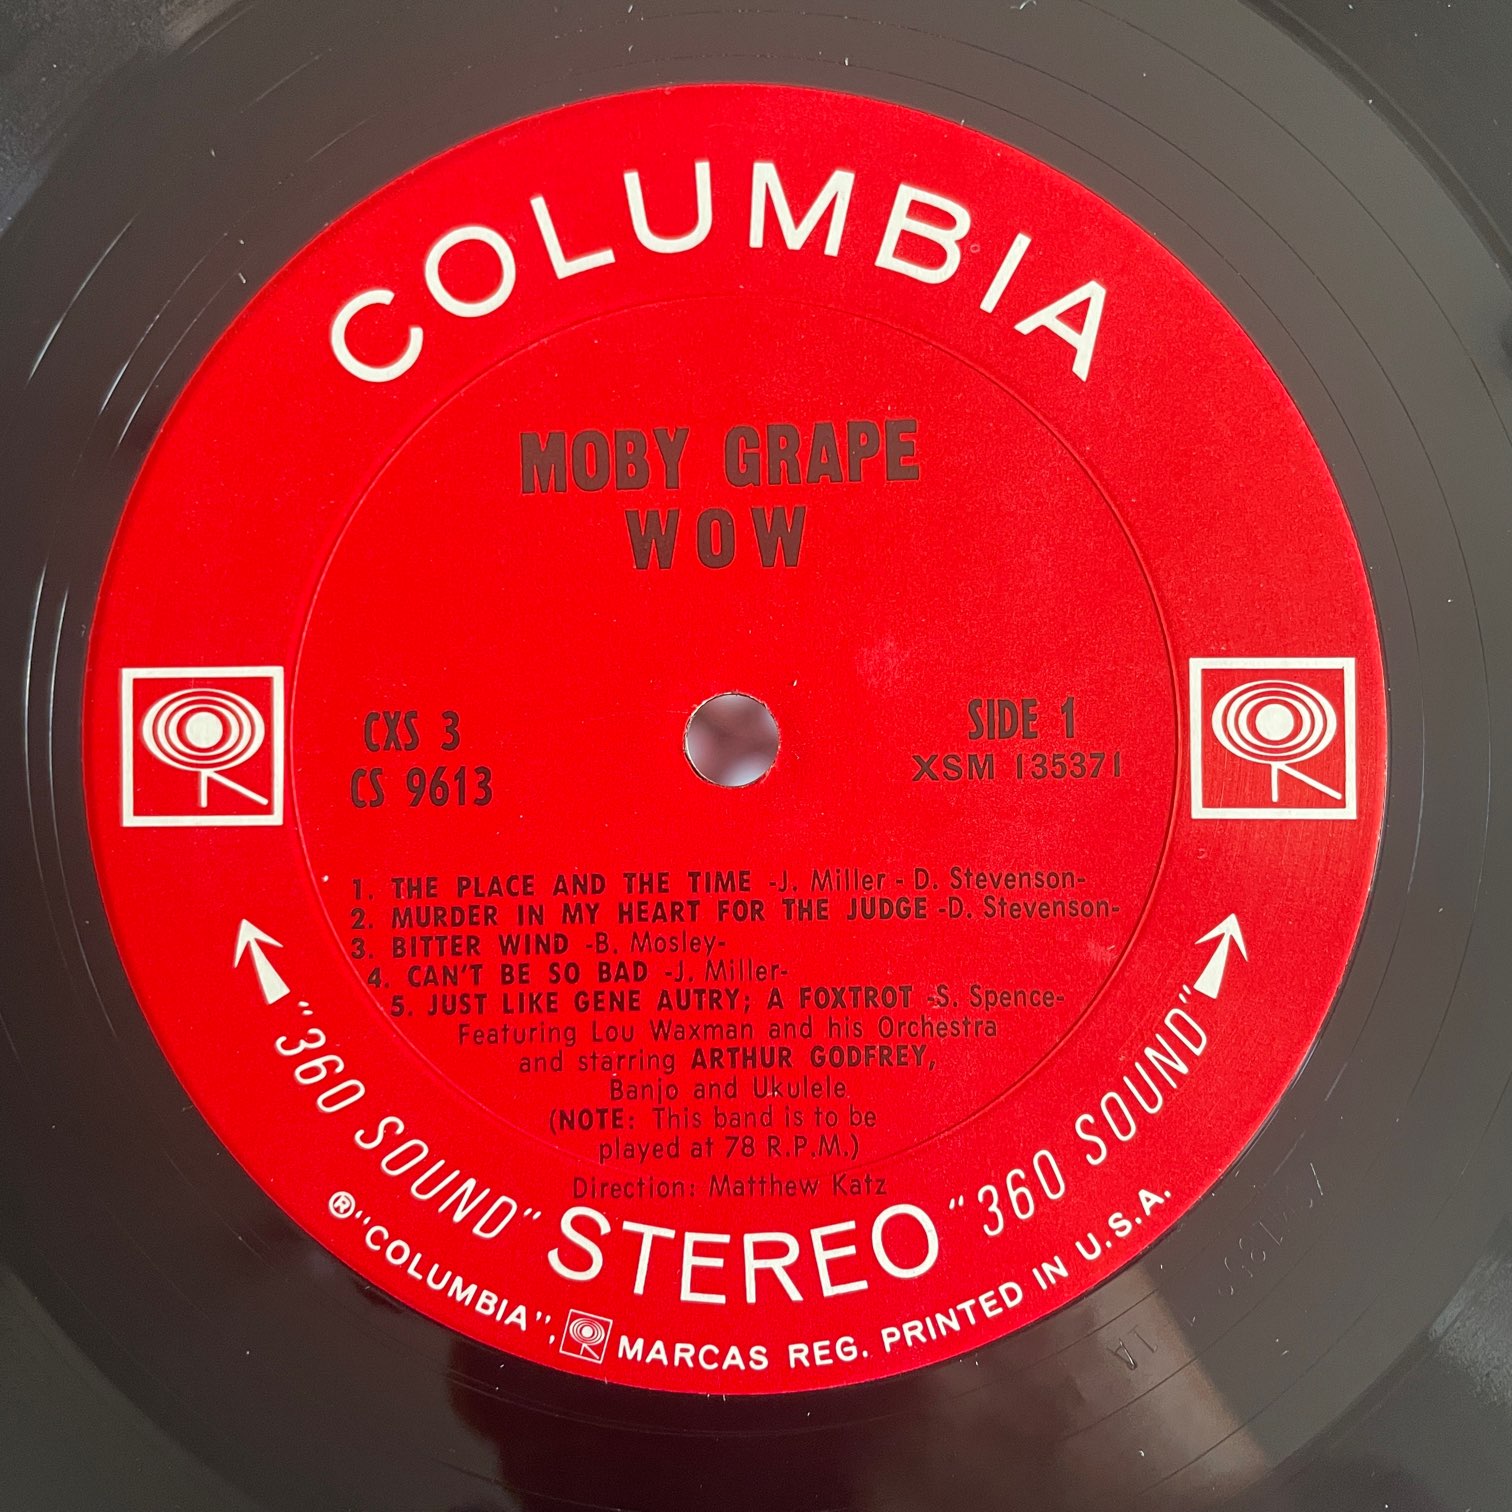 COLUMBIA
MOBY GRAPE
WOW
CXS 3
CS 9613
SIDE 1
XSM 135371
1. THE PLACE AND THE TIME -J. Miller - D. Stevenson-
2. MURDER IN MY HEART FOR THE JUDGE -D. Stevenson-
3. BITTER WIND -B. Mosley-
4. CAN'T BE SO BAD -J. Miller-
5. JUST LIKE GENE AUTRY; A FOXTROT -S. Spence-
Featuring Lou Waxman and his Orchestra
and starring ARTHUR GODFREY,
Banjo and Ukulele
(NOTE: This band is to be
played at 78 R.P.M.)
Direction: Matthew Katz
"360 SOUND" STEREO "360 SOUND"
® "COLUMBIA", MARCAS REG. PRINTED IN U.S.A.
1A